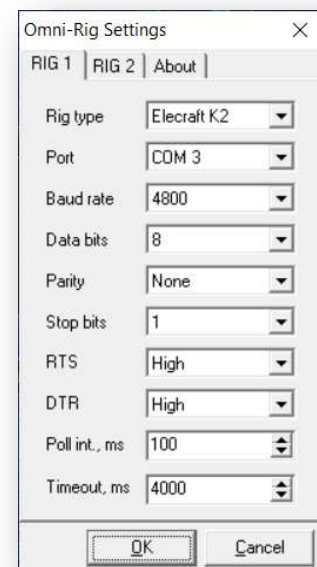 Omni-Rig Settings
RIG 1 RIG 2 About
Rig type Elecraft K2
Port COM 3
Baud rate 4800
Data bits 8
Parity None
Stop bits 1
RTS High
DTR High
Poll int., ms 100
Timeout, ms 4000
OK Cancel